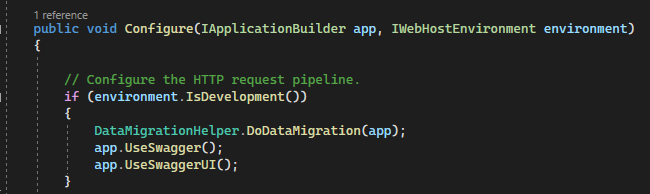 1 reference
public void Configure(IApplicationBuilder app, IWebHostEnvironment environment)
{
// Configure the HTTP request pipeline.
if (environment.IsDevelopment())
{
DataMigrationHelper.DoDataMigration(app);
app.UseSwagger();
app.UseSwaggerUI();
}